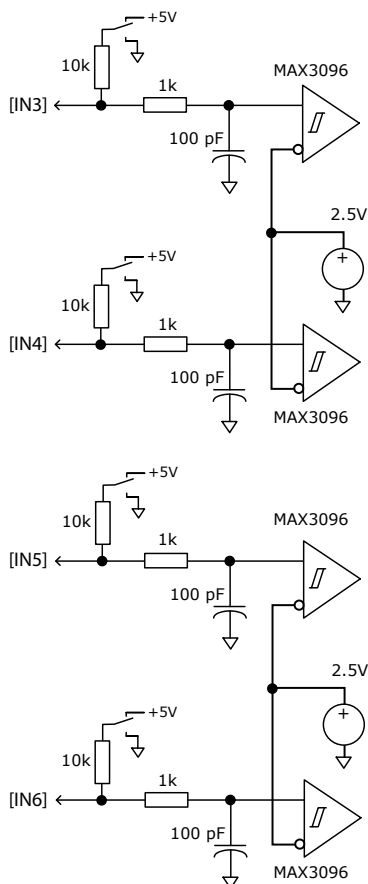 +5V
10k
1k
MAX3096
[IN3]
100 pF
2.5V
+5V
+
10k
1k
[IN4]
100 pF
MAX3096
+5V
MAX3096
10k
1k
[IN5]
100 pF
2.5V
+5V
+
10k
1k
[IN6]
100 pF
MAX3096